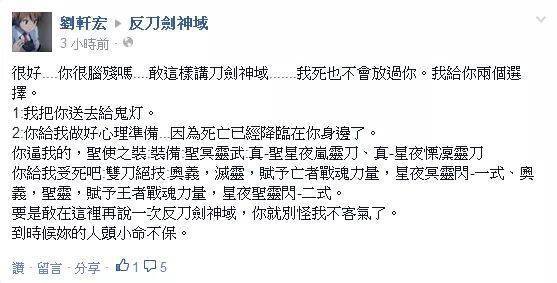 劉軒宏 ▶ 反刀劍神域
3 小時前
很好....你很腦殘嗎....敢這樣講刀劍神域.......我死也不會放過你。我給你兩個選
擇。
1:我把你送去給鬼灯。
2:你給我做好心理準備...因為死亡已經降臨在你身邊了。
你逼我的，聖使之裝:裝備:聖冥靈武:真-聖星夜嵐靈刀、真-星夜慄凜靈刀
你給我受死吧:雙刀絕技:奧義，滅靈，賦予亡者戰魂力量，星夜冥靈閃-一式、奧
義，聖靈，賦予王者戰魂力量，星夜聖靈閃-二式。
要是敢在這裡再說一次反刀劍神域，你就別怪我不客氣了。
到時候妳的人頭小命不保。
讚 · 留言 · 分享 · 1 5